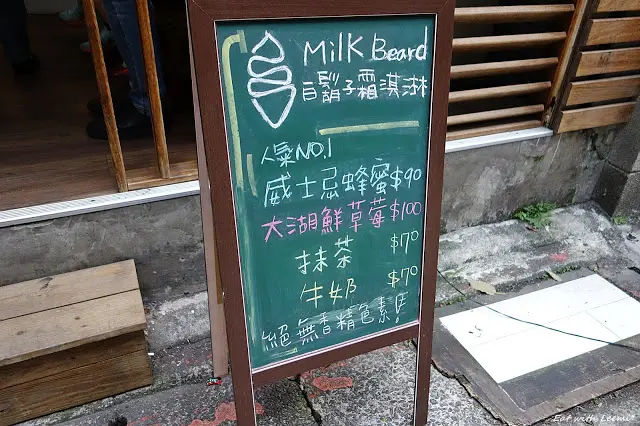 MilK Beard
白鬍子霜淇淋
人氣NO.1
威士忌蜂蜜$90
大湖鮮草莓$100
抹茶 $70
牛奶 $70
絕無香精色素!
Eat with Leemi*